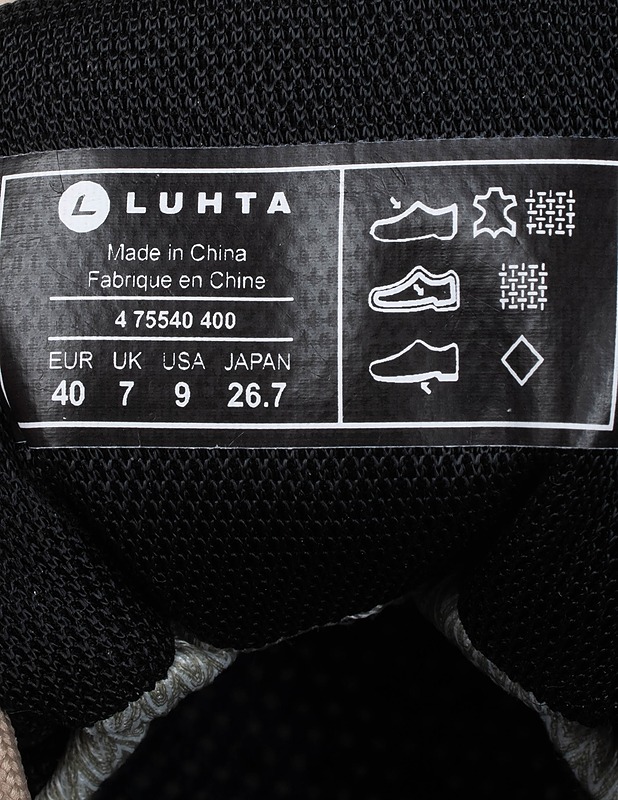 L LUHTA
Made in China
Fabrique en Chine
4 75540 400
EUR UK USA JAPAN
40 7 9 26.7